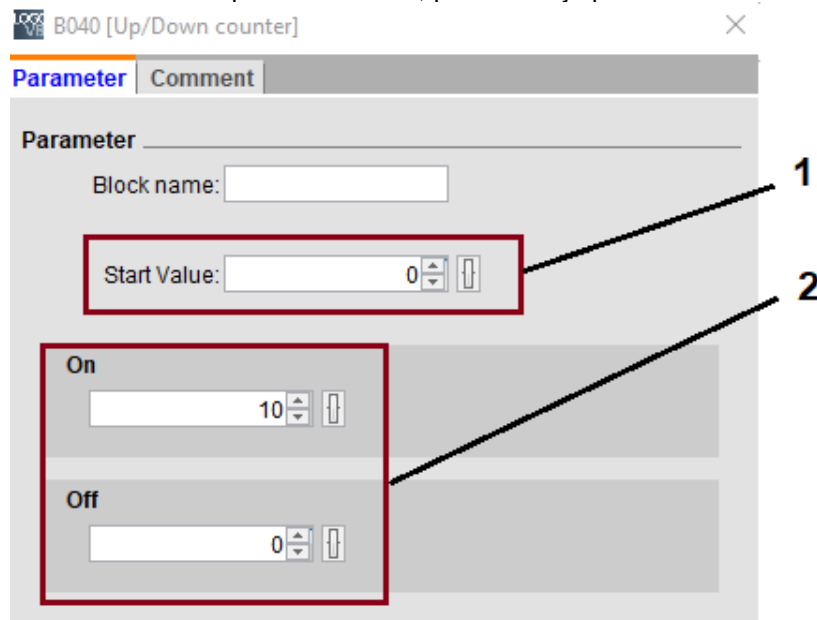 B040 [Up/Down counter]
Parameter Comment
Parameter
Block name:
1
Start Value: 0
2
On
10
Off
0